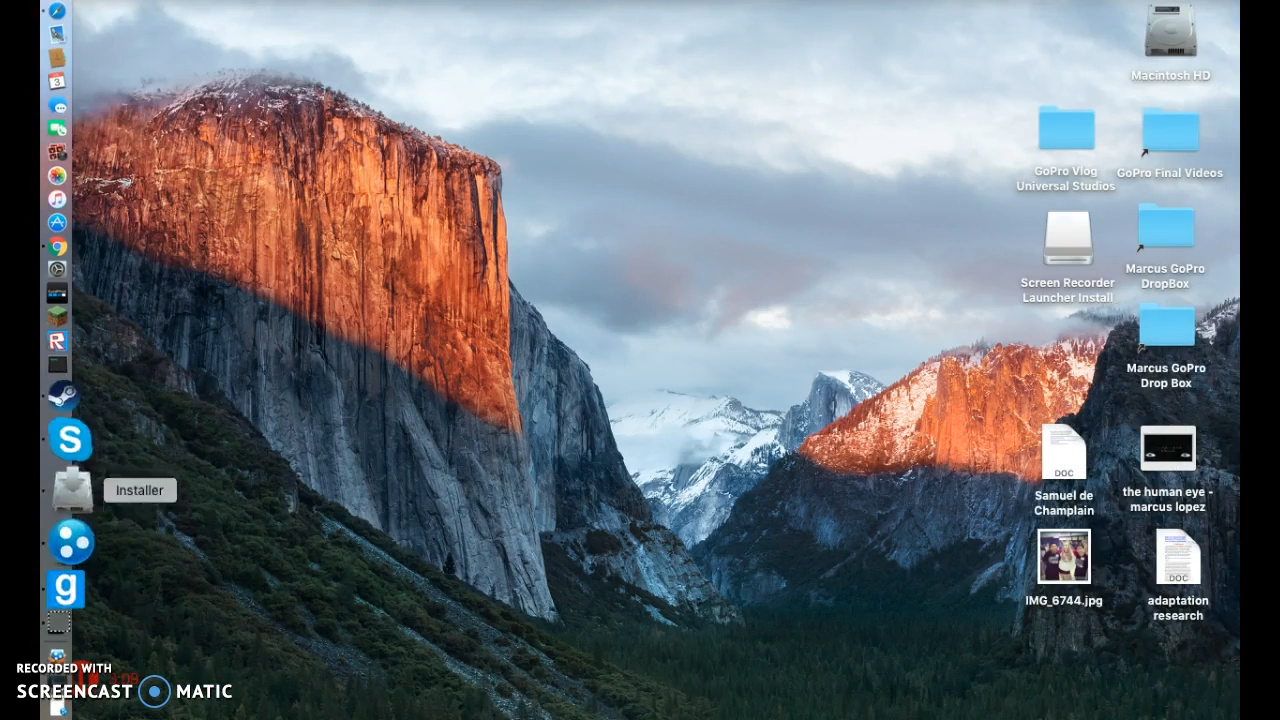 3
Macintosh HD
GoPro Vlog
Universal Studios
GoPro Final Videos
Screen Recorder
Launcher Install
Marcus GoPro
DropBox
Marcus GoPro
Drop Box
S
Installer
DOC
Samuel de
Champlain
the human eye -
marcus lopez
g
IMG_6744.jpg
DOC
adaptation
research
RECORDED WITH
SCREENCAST MATIC